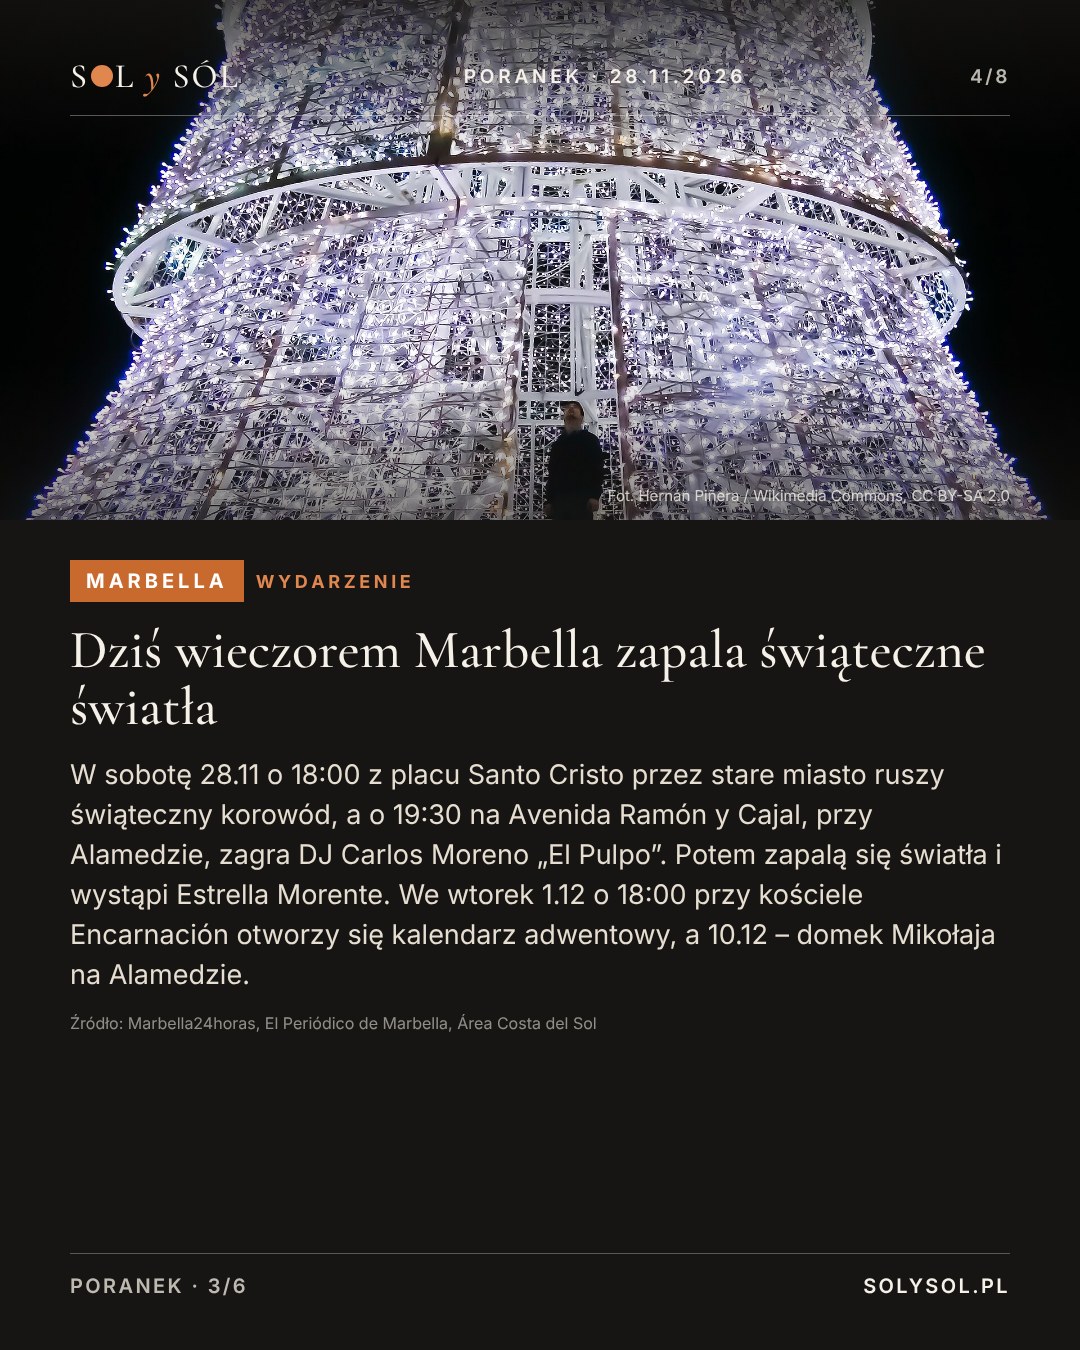 SOL y SÓL
PORANEK · 28.11.2026
4/8
Fot. Hernán Piñera / Wikimedia Commons, CC BY-SA 2.0
MARBELLA
WYDARZENIE
Dziś wieczorem Marbella zapala świąteczne
światła
W sobotę 28.11 o 18:00 z placu Santo Cristo przez stare miasto ruszy
świąteczny korowód, a o 19:30 na Avenida Ramón y Cajal, przy
Alamedzie, zagra DJ Carlos Moreno „El Pulpo”. Potem zapalą się światła i
wystąpi Estrella Morente. We wtorek 1.12 o 18:00 przy kościele
Encarnación otworzy się kalendarz adwentowy, a 10.12 – domek Mikołaja
na Alamedzie.
Źródło: Marbella24horas, El Periódico de Marbella, Área Costa del Sol
PORANEK · 3/6
SOLYSOL.PL